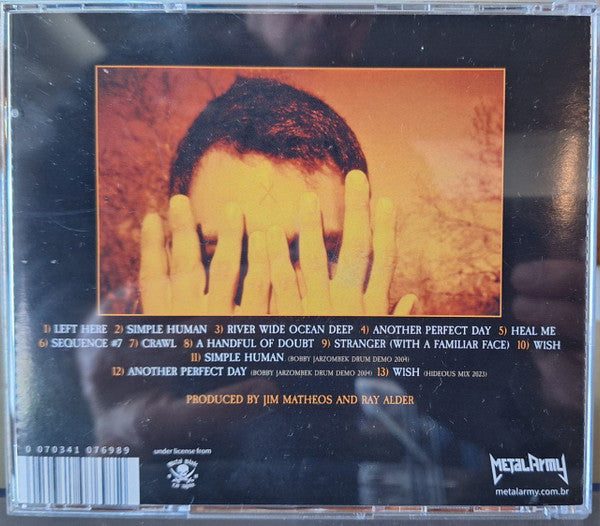 1) LEFT HERE 2) SIMPLE HUMAN 3) RIVER WIDE OCEAN DEEP 4) ANOTHER PERFECT DAY 5) HEAL ME
6) SEQUENCE #7 7) CRAWL 8) A HANDFUL OF DOUBT 9) STRANGER (WITH A FAMILIAR FACE) 10) WISH
11) SIMPLE HUMAN (BOBBY JARZOMBEK DRUM DEMO 2004)
12) ANOTHER PERFECT DAY (BOBBY JARZOMBEK DRUM DEMO 2004) 13) WISH (HIDEOUS MIX 2023)
PRODUCED BY JIM MATHEOS AND RAY ALDER
0 070341 076989
under license from
METALARMY
metalarmy.com.br